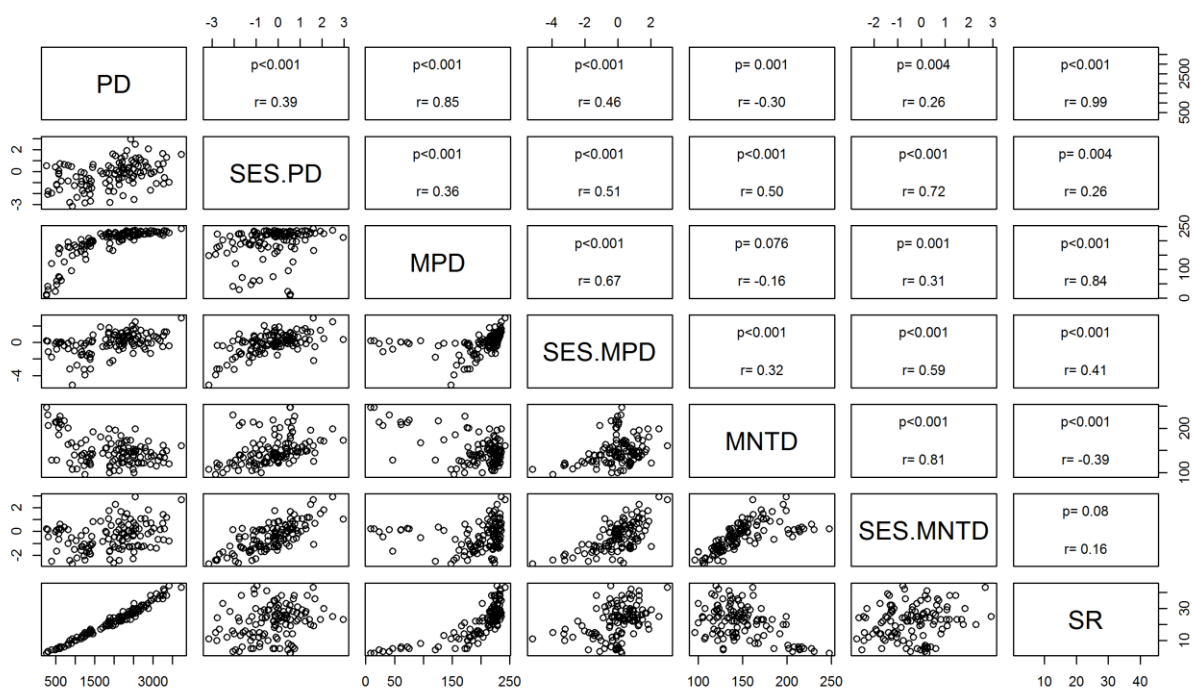 -3 -1 0 1 2 3
-4 -2 0 2
-2 -1 0 1 2 3
PD
p<0.001
r= 0.39
p<0.001
r= 0.85
p<0.001
r= 0.46
p= 0.001
r= -0.30
p= 0.004
r= 0.26
p<0.001
r= 0.99
500 2500
-3 0 2
SES.PD
p<0.001
r= 0.36
p<0.001
r= 0.51
p<0.001
r= 0.50
p<0.001
r= 0.72
p= 0.004
r= 0.26
MPD
p<0.001
r= 0.67
p= 0.076
r= -0.16
p= 0.001
r= 0.31
p<0.001
r= 0.84
0 100 250
-4 0
SES.MPD
p<0.001
r= 0.32
p<0.001
r= 0.59
p<0.001
r= 0.41
MNTD
p<0.001
r= 0.81
p<0.001
r= -0.39
100 200
-2 0 2
SES.MNTD
p= 0.08
r= 0.16
SR
10 30
500 1500 3000
0 50 150 250
100 150 200 250
10 20 30 40